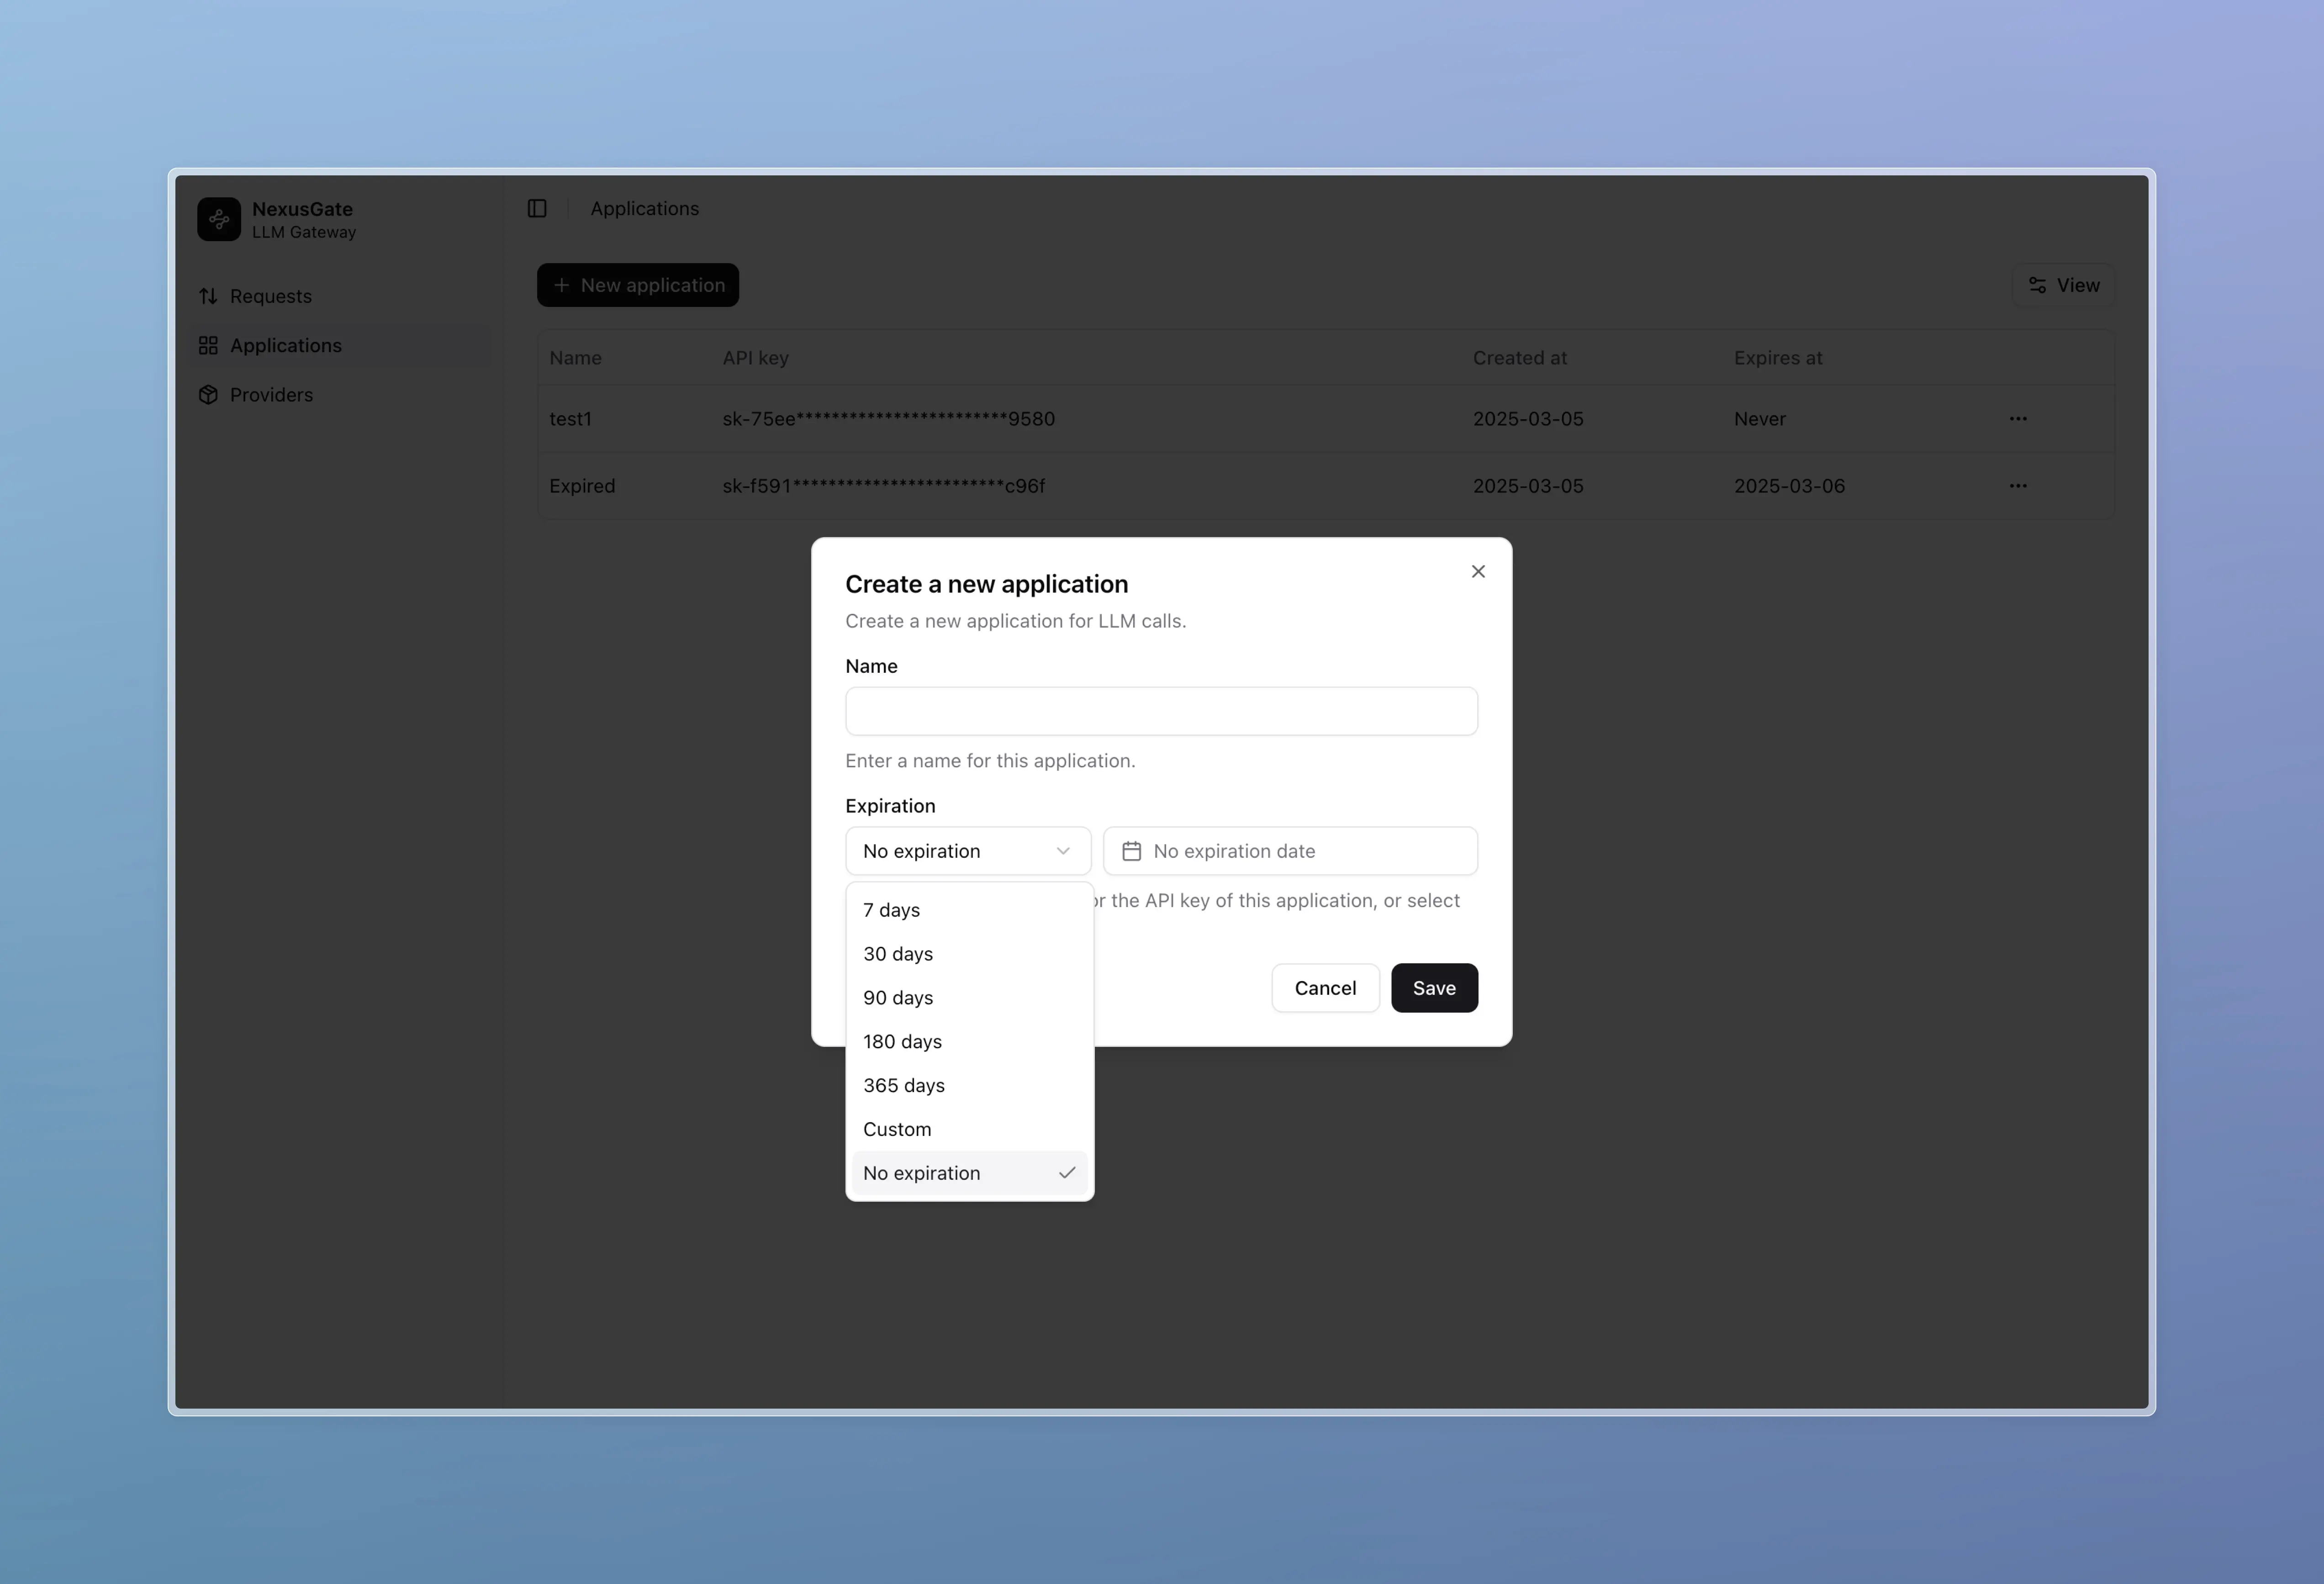 NexusGate
LLM Gateway
Requests
Applications
Providers
Applications
New application
View
Name API key Created at Expires at
test1 sk-75ee************************9580 2025-03-05 Never
Expired sk-f591************************c96f 2025-03-05 2025-03-06
Create a new application
Create a new application for LLM calls.
Name
Enter a name for this application.
Expiration
No expiration
No expiration date
the API key of this application, or select
7 days
30 days
90 days
180 days
365 days
Custom
No expiration
Cancel
Save